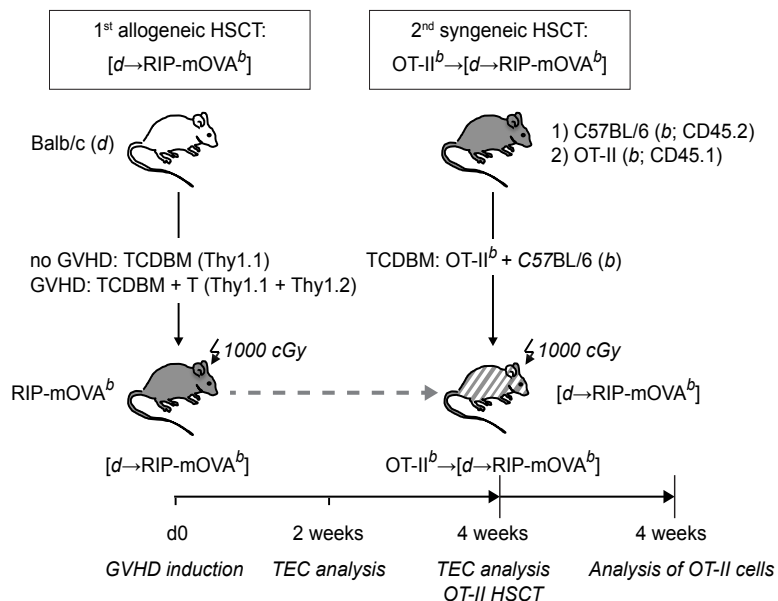 1st allogeneic HSCT:
[d→RIP-mOVAb]
2nd syngeneic HSCT:
OT-IIb→[d→RIP-mOVAb]
Balb/c (d)
1) C57BL/6 (b; CD45.2)
2) OT-II (b; CD45.1)
no GVHD: TCDBM (Thy1.1)
GVHD: TCDBM + T (Thy1.1 + Thy1.2)
TCDBM: OT-IIb + C57BL/6 (b)
1000 cGy
1000 cGy
RIP-mOVAb
[d→RIP-mOVAb]
[d→RIP-mOVAb]
OT-IIb→[d→RIP-mOVAb]
d0
2 weeks
4 weeks
4 weeks
GVHD induction
TEC analysis
TEC analysis
OT-II HSCT
Analysis of OT-II cells